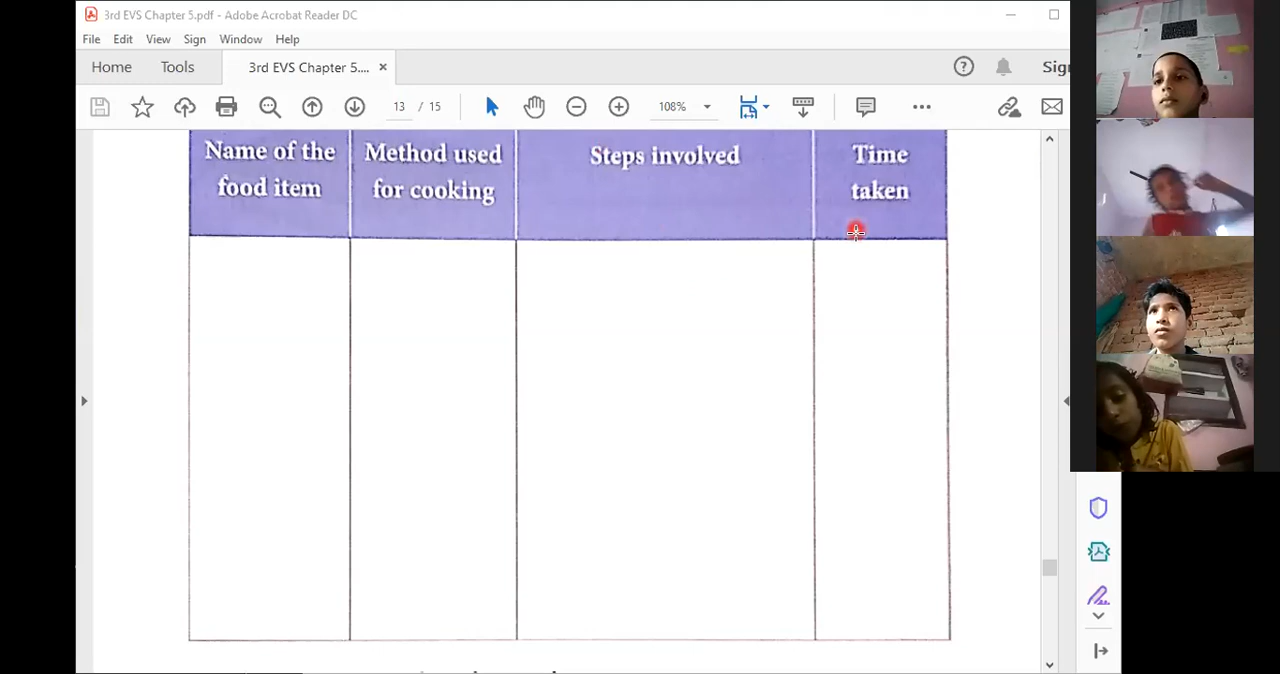 3rd EVS Chapter 5.pdf - Adobe Acrobat Reader DC
File Edit View Sign Window Help
Home Tools 3rd EVS Chapter 5.... × ? Sign
13 / 15 108%
Name of the food item
Method used for cooking
Steps involved
Time taken